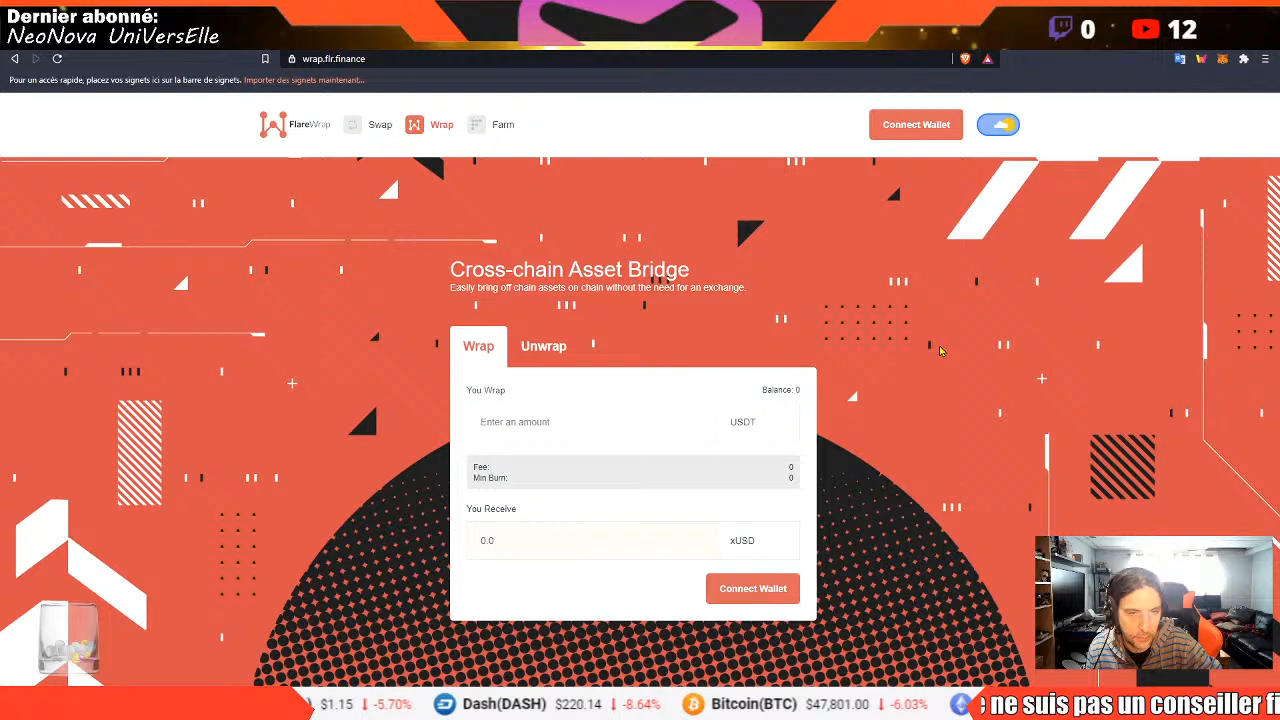 Dernier abonné:
NeoNova UniVersElle
0
12
wrap.flr.finance
Pour un accès rapide, placez vos signets ici sur la barre de signets. Importer des signets maintenant...
FlareWrap
Swap
Wrap
Farm
Connect Wallet
Cross-chain Asset Bridge
Easily bring off chain assets on chain without the need for an exchange.
Wrap
Unwrap
You Wrap
Balance: 0
Enter an amount
USDT
Fee: 0
Min Burn: 0
You Receive
0.0
xUSD
Connect Wallet
$1.15 -5.70% Dash(DASH) $220.14 -8.64% Bitcoin(BTC) $47,801.00 -6.03%
e ne suis pas un conseiller fi